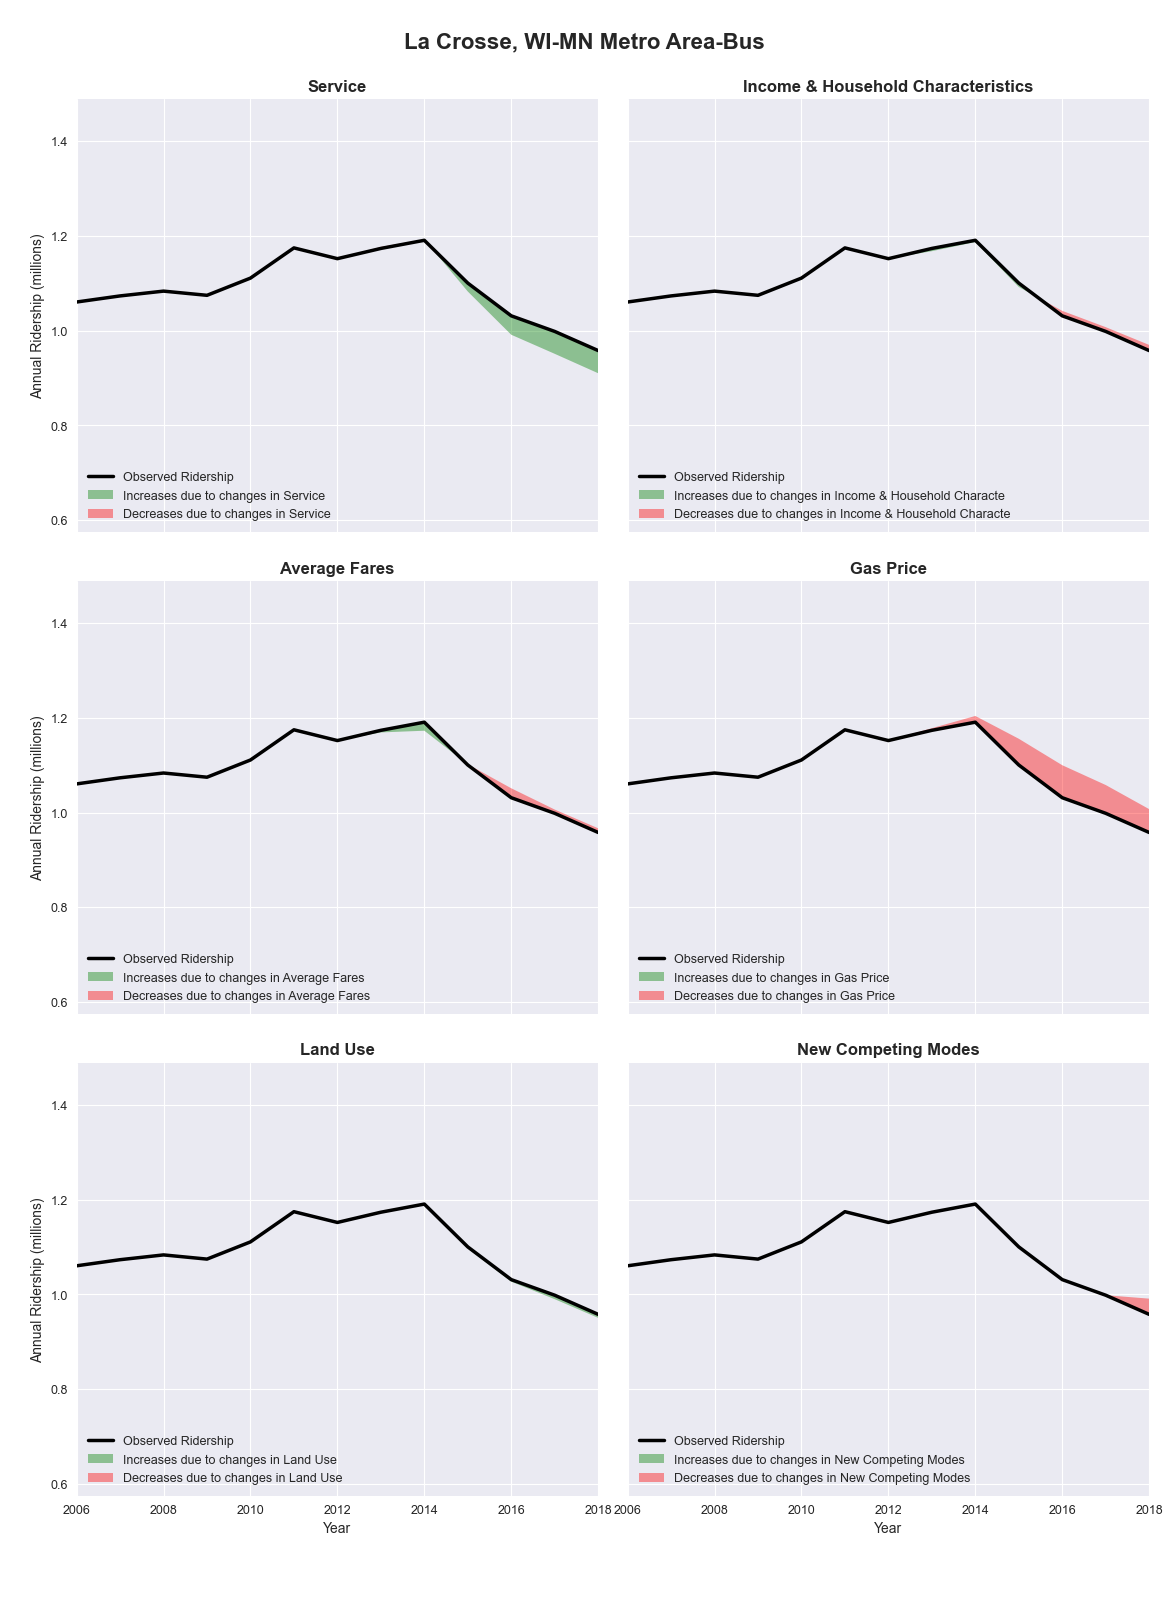 La Crosse, WI-MN Metro Area-Bus
Service
Annual Ridership (millions)
1.4
1.2
1.0
0.8
0.6
Observed Ridership
Increases due to changes in Service
Decreases due to changes in Service
Income & Household Characteristics
Observed Ridership
Increases due to changes in Income & Household Characte
Decreases due to changes in Income & Household Characte
Average Fares
Annual Ridership (millions)
1.4
1.2
1.0
0.8
0.6
Observed Ridership
Increases due to changes in Average Fares
Decreases due to changes in Average Fares
Gas Price
Observed Ridership
Increases due to changes in Gas Price
Decreases due to changes in Gas Price
Land Use
Annual Ridership (millions)
1.4
1.2
1.0
0.8
0.6
Observed Ridership
Increases due to changes in Land Use
Decreases due to changes in Land Use
2006 2008 2010 2012 2014 2016 2018
Year
New Competing Modes
Observed Ridership
Increases due to changes in New Competing Modes
Decreases due to changes in New Competing Modes
2006 2008 2010 2012 2014 2016 2018
Year